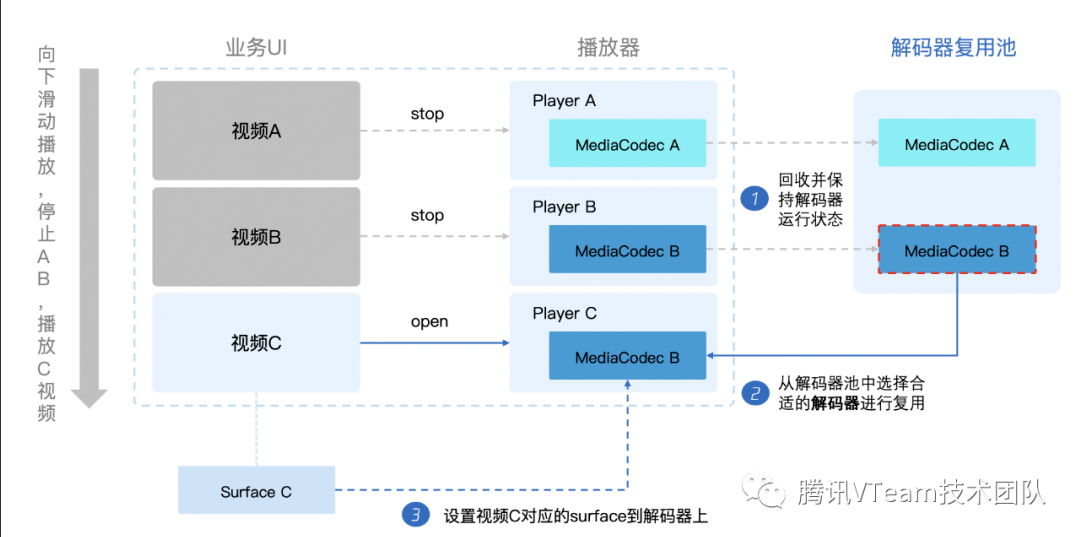 业务UI
播放器
解码器复用池
向下滑动播放,停止AB,播放C视频
视频A
stop
Player A
MediaCodec A
MediaCodec A
视频B
stop
Player B
MediaCodec B
MediaCodec B
1
回收并保
持解码器
运行状态
视频C
open
Player C
MediaCodec B
2
从解码器池中选择合
适的解码器进行复用
Surface C
3
设置视频C对应的surface到解码器上
腾讯VTeam技术团队